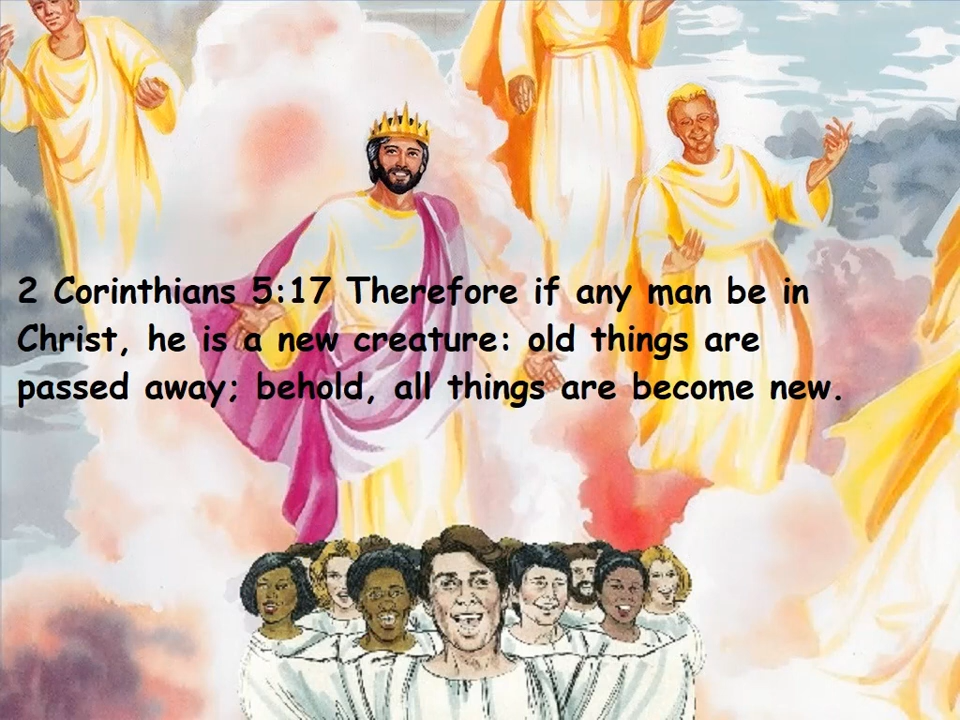 2 Corinthians 5:17 Therefore if any man be in
Christ, he is a new creature: old things are
passed away; behold, all things are become new.